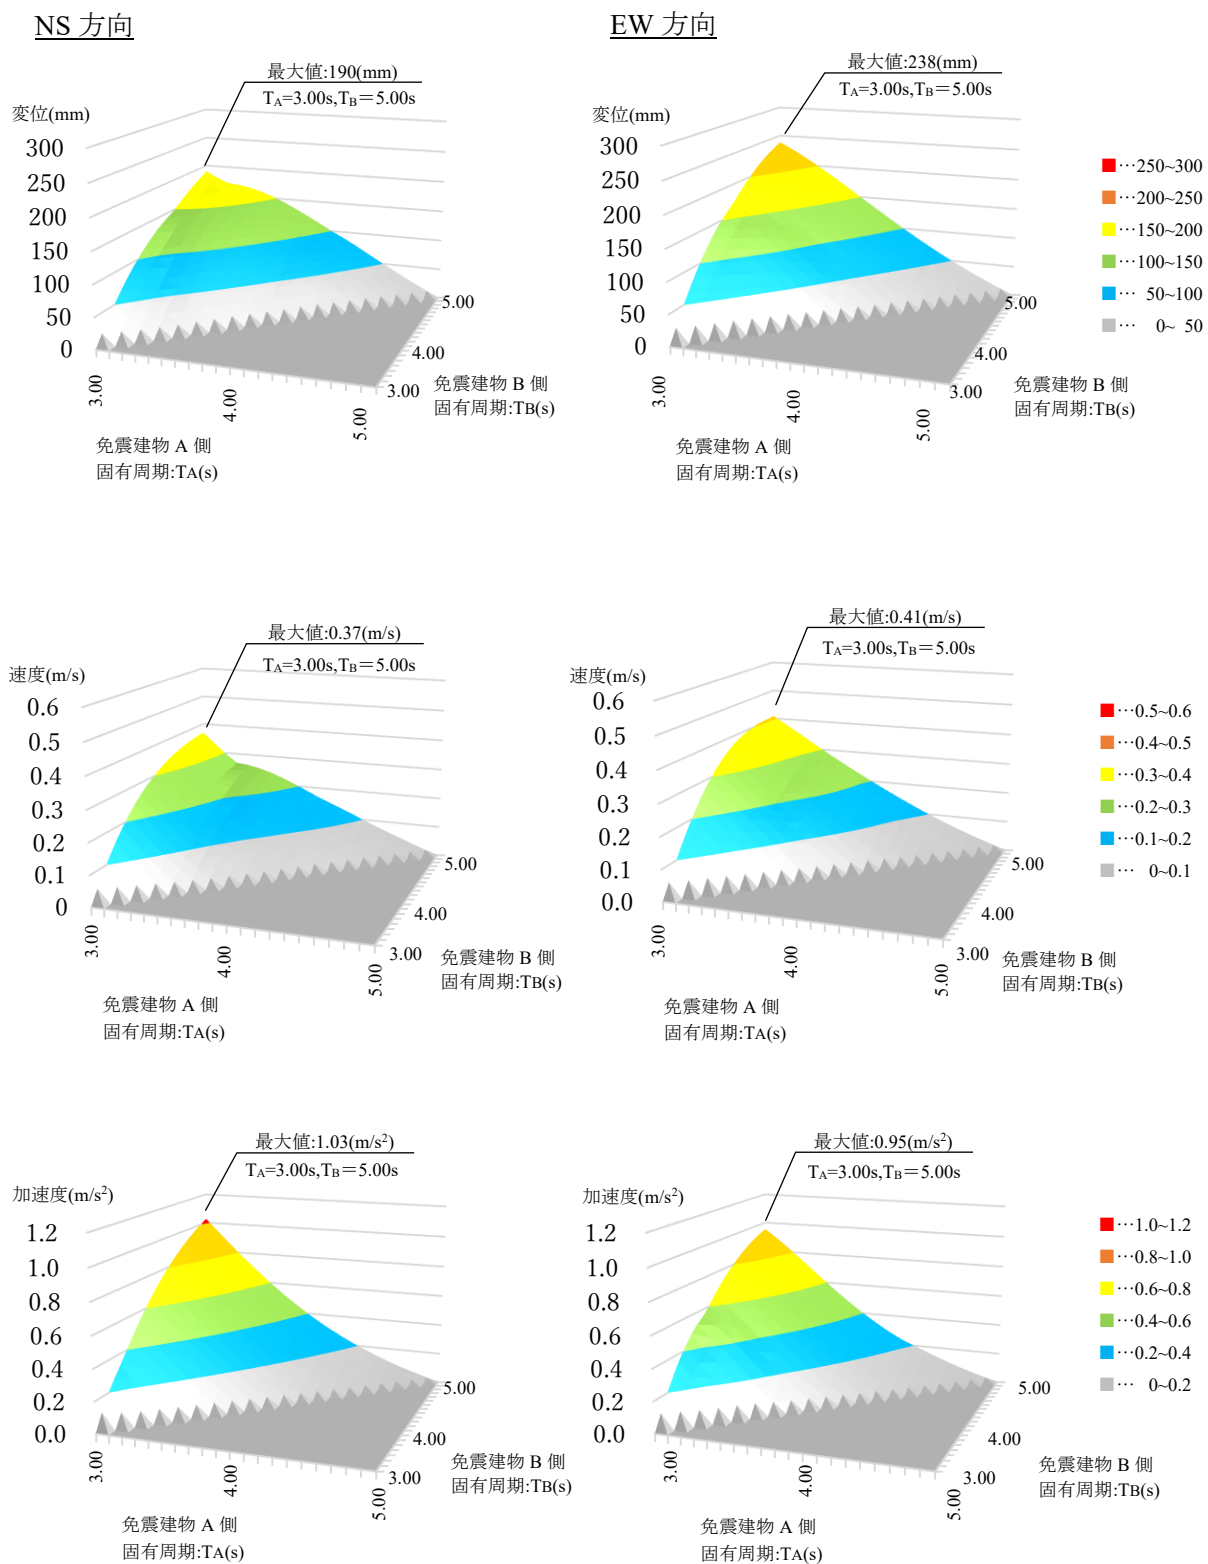 NS 方向
最大値:190(mm)
TA=3.00s,TB＝5.00s
変位(mm)
300
250
200
150
100
50
0
3.00
4.00
5.00
3.00
4.00
5.00
免震建物 A 側
固有周期:TA(s)
免震建物 B 側
固有周期:TB(s)
EW 方向
最大値:238(mm)
TA=3.00s,TB＝5.00s
変位(mm)
300
250
200
150
100
50
0
3.00
4.00
5.00
3.00
4.00
5.00
免震建物 A 側
固有周期:TA(s)
免震建物 B 側
固有周期:TB(s)
…250~300
…200~250
…150~200
…100~150
… 50~100
… 0~ 50
最大値:0.37(m/s)
TA=3.00s,TB＝5.00s
速度(m/s)
0.6
0.5
0.4
0.3
0.2
0.1
0
3.00
4.00
5.00
3.00
4.00
5.00
免震建物 A 側
固有周期:TA(s)
免震建物 B 側
固有周期:TB(s)
最大値:0.41(m/s)
TA=3.00s,TB＝5.00s
速度(m/s)
0.6
0.5
0.4
0.3
0.2
0.1
0.0
3.00
4.00
5.00
3.00
4.00
5.00
免震建物 A 側
固有周期:TA(s)
免震建物 B 側
固有周期:TB(s)
…0.5~0.6
…0.4~0.5
…0.3~0.4
…0.2~0.3
…0.1~0.2
… 0~0.1
最大値:1.03(m/s²)
TA=3.00s,TB＝5.00s
加速度(m/s²)
1.2
1.0
0.8
0.6
0.4
0.2
0.0
3.00
4.00
5.00
3.00
4.00
5.00
免震建物 A 側
固有周期:TA(s)
免震建物 B 側
固有周期:TB(s)
最大値:0.95(m/s²)
TA=3.00s,TB＝5.00s
加速度(m/s²)
1.2
1.0
0.8
0.6
0.4
0.2
0.0
3.00
4.00
5.00
3.00
4.00
5.00
免震建物 A 側
固有周期:TA(s)
免震建物 B 側
固有周期:TB(s)
…1.0~1.2
…0.8~1.0
…0.6~0.8
…0.4~0.6
…0.2~0.4
… 0~0.2